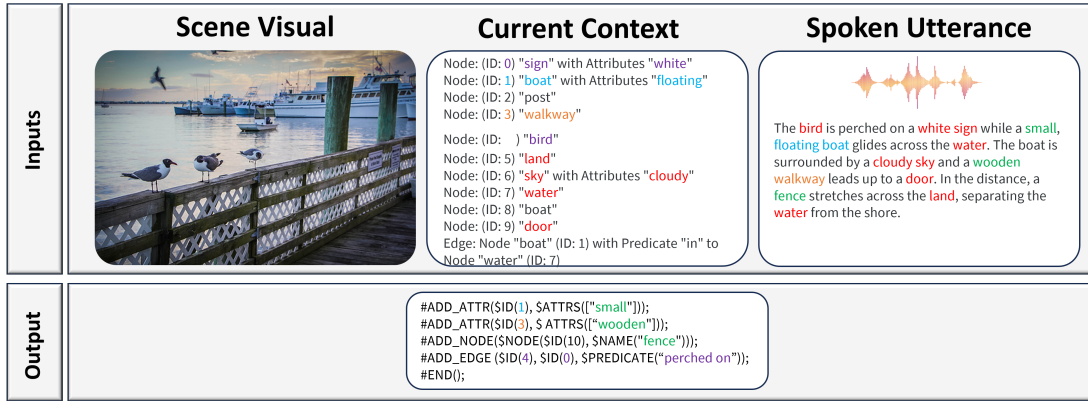 Scene Visual
Current Context
Spoken Utterance
Inputs
Node: (ID: 0) "sign" with Attributes "white"
Node: (ID: 1) "boat" with Attributes "floating"
Node: (ID: 2) "post"
Node: (ID: 3) "walkway"
Node: (ID: ) "bird"
Node: (ID: 5) "land"
Node: (ID: 6) "sky" with Attributes "cloudy"
Node: (ID: 7) "water"
Node: (ID: 8) "boat"
Node: (ID: 9) "door"
Edge: Node "boat" (ID: 1) with Predicate "in" to
Node "water" (ID: 7)
The bird is perched on a white sign while a small,
floating boat glides across the water. The boat is
surrounded by a cloudy sky and a wooden
walkway leads up to a door. In the distance, a
fence stretches across the land, separating the
water from the shore.
Output
#ADD_ATTR($ID(1), $ATTRS(["small"]));
#ADD_ATTR($ID(3), $ ATTRS([“wooden"]));
#ADD_NODE($NODE($ID(10), $NAME("fence")));
#ADD_EDGE ($ID(4), $ID(0), $PREDICATE(“perched on”));
#END();